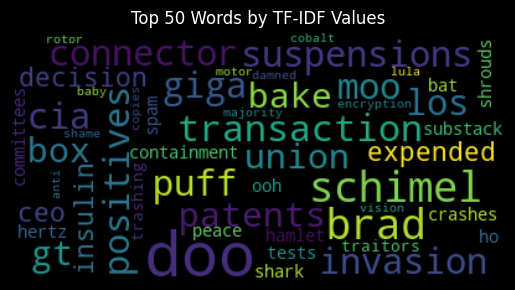 Top 50 Words by TF-IDF Values
rotor
cobalt
connector
suspensions
decision
giga
motor
damned
lula
moo
bat
shrouds
baby
bake
los
cia
copies
spam
encryption
committees
shame
majority
transaction
substack
box
positives
containment
union
expended
anti
insulin
trashing
puff
ooh
schimel
ceo
patents
vision
brad
crashes
hertz
peace
hamlet
traitors
ho
gt
doo
tests
shark
invasion